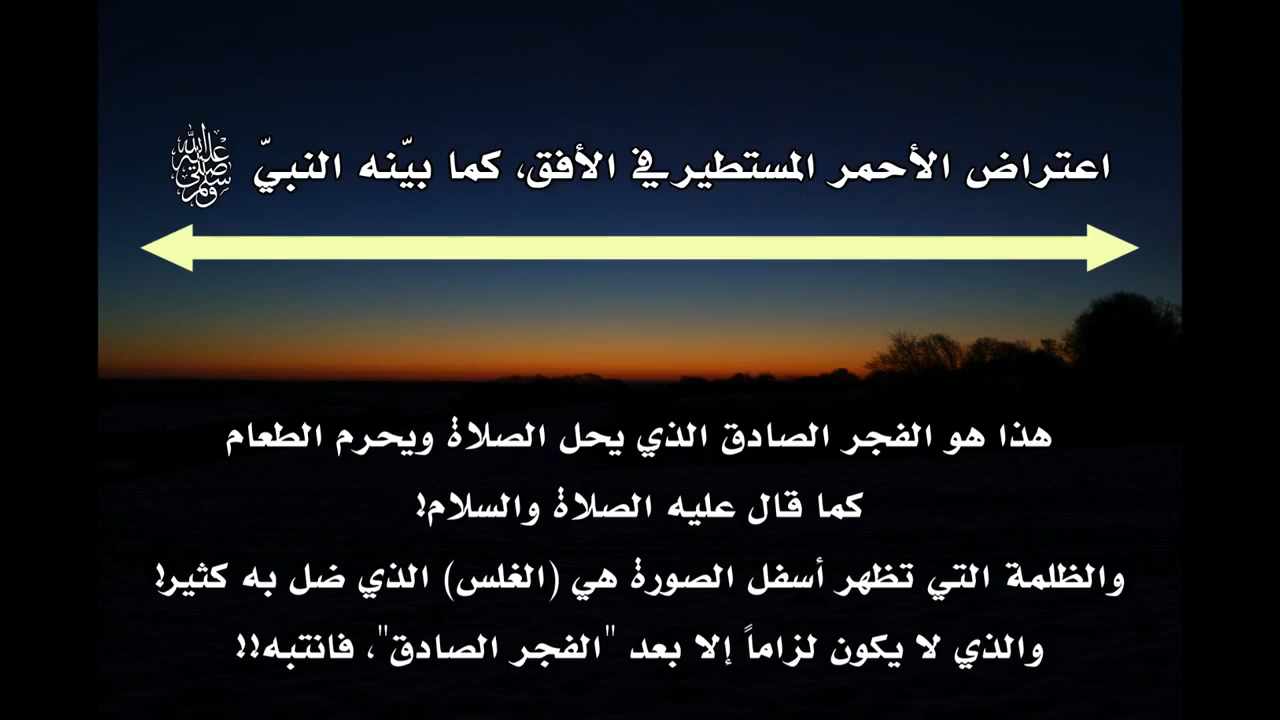 اعتراض الأحمر المستطير في الأفق، كما بيّنه النبيّ ﷺ
هذا هو الفجر الصادق الذي يحل الصلاة ويحرم الطعام
كما قال عليه الصلاة والسلام!
والظلمة التي تظهر أسفل الصورة هي (الغلس) الذي ضل به كثير!
والذي لا يكون لزاماً إلا بعد "الفجر الصادق"، فانتبه!!